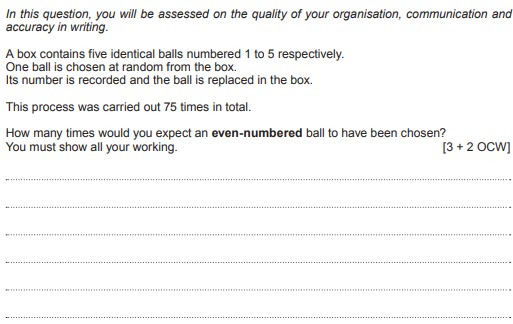 In this question, you will be assessed on the quality of your organisation, communication and
accuracy in writing.
A box contains five identical balls numbered 1 to 5 respectively.
One ball is chosen at random from the box.
Its number is recorded and the ball is replaced in the box.
This process was carried out 75 times in total.
How many times would you expect an even-numbered ball to have been chosen?
You must show all your working. [3 + 2 OCW]